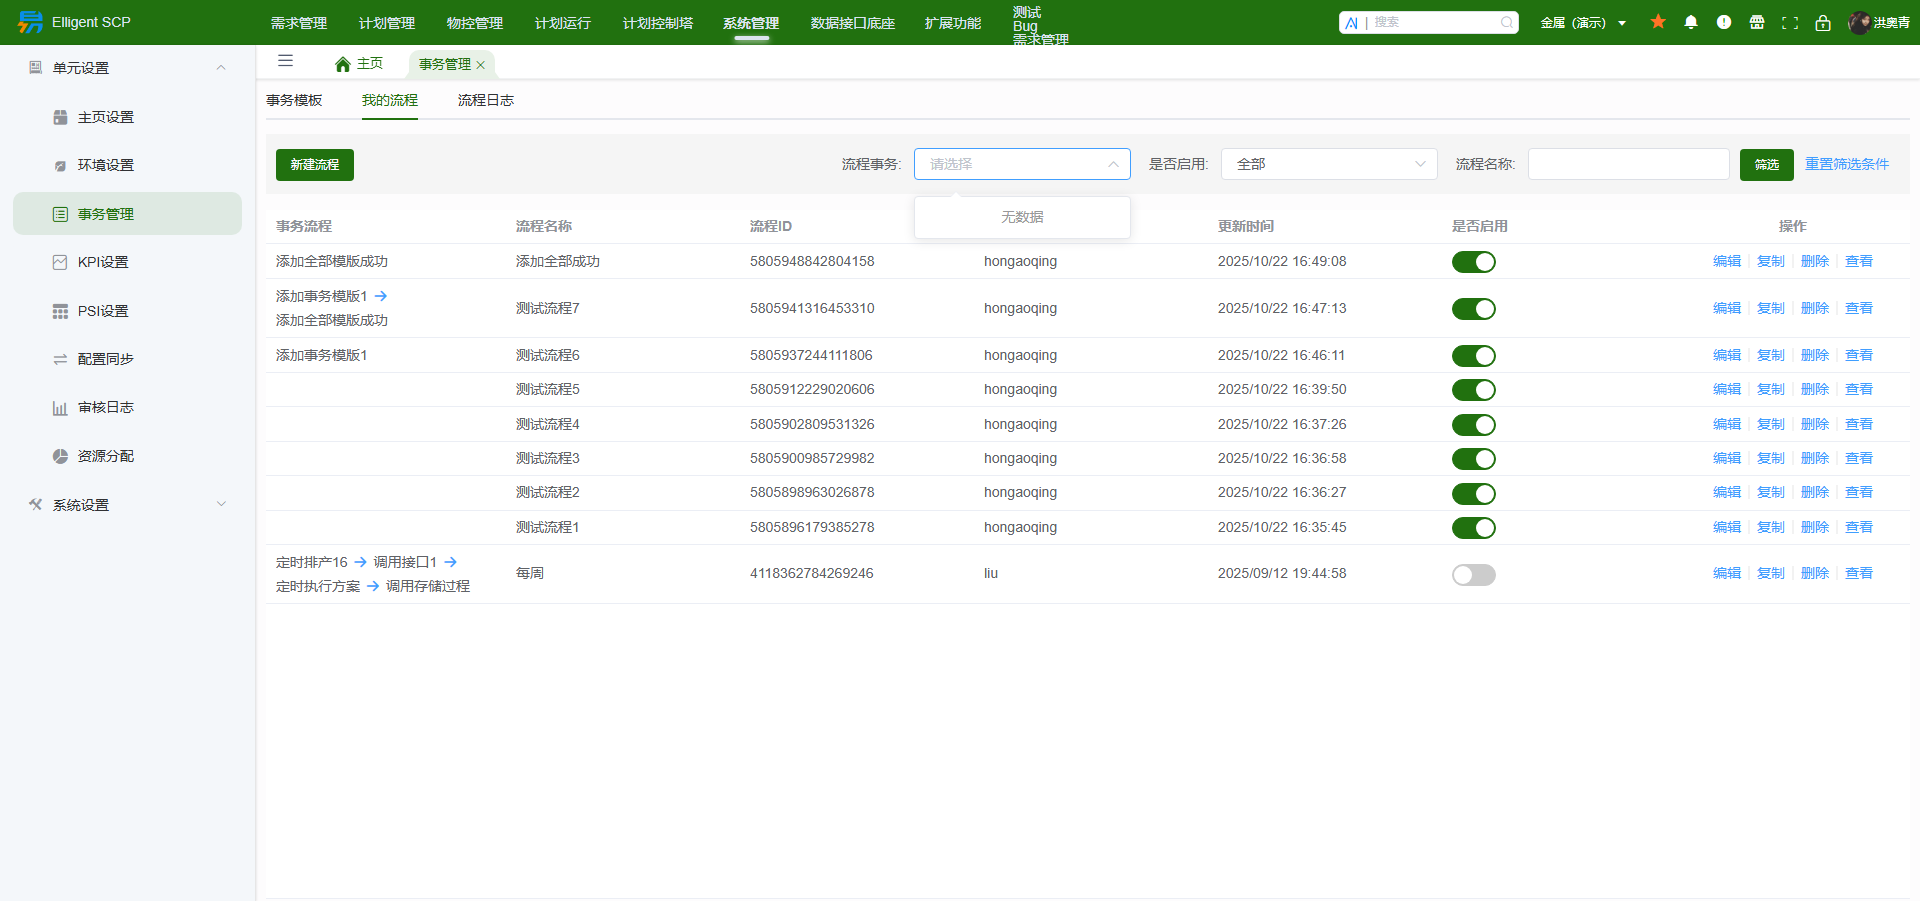 Elligent SCP
需求管理
计划管理
物控管理
计划运行
计划控制塔
系统管理
数据接口底座
扩展功能
测试
Bug
需求管理
AI | 搜索
金属（演示）
洪奥青
单元设置
主页设置
环境设置
事务管理
KPI设置
PSI设置
配置同步
审核日志
资源分配
系统设置
主页
事务管理
事务模板
我的流程
流程日志
新建流程
流程事务:
请选择
是否启用:
全部
流程名称:
筛选
重置筛选条件
无数据
事务流程 流程名称 流程ID 更新时间 是否启用 操作
添加全部模版成功 添加全部成功 5805948842804158 hongaoqing 2025/10/22 16:49:08 编辑 复制 删除 查看
添加事务模版1
添加全部模版成功
测试流程7 5805941316453310 hongaoqing 2025/10/22 16:47:13 编辑 复制 删除 查看
添加事务模版1 测试流程6 5805937244111806 hongaoqing 2025/10/22 16:46:11 编辑 复制 删除 查看
测试流程5 5805912229020606 hongaoqing 2025/10/22 16:39:50 编辑 复制 删除 查看
测试流程4 5805902809531326 hongaoqing 2025/10/22 16:37:26 编辑 复制 删除 查看
测试流程3 5805900985729982 hongaoqing 2025/10/22 16:36:58 编辑 复制 删除 查看
测试流程2 5805898963026878 hongaoqing 2025/10/22 16:36:27 编辑 复制 删除 查看
测试流程1 5805896179385278 hongaoqing 2025/10/22 16:35:45 编辑 复制 删除 查看
定时排产16 调用接口1
定时执行方案 调用存储过程
每周 4118362784269246 liu 2025/09/12 19:44:58 编辑 复制 删除 查看